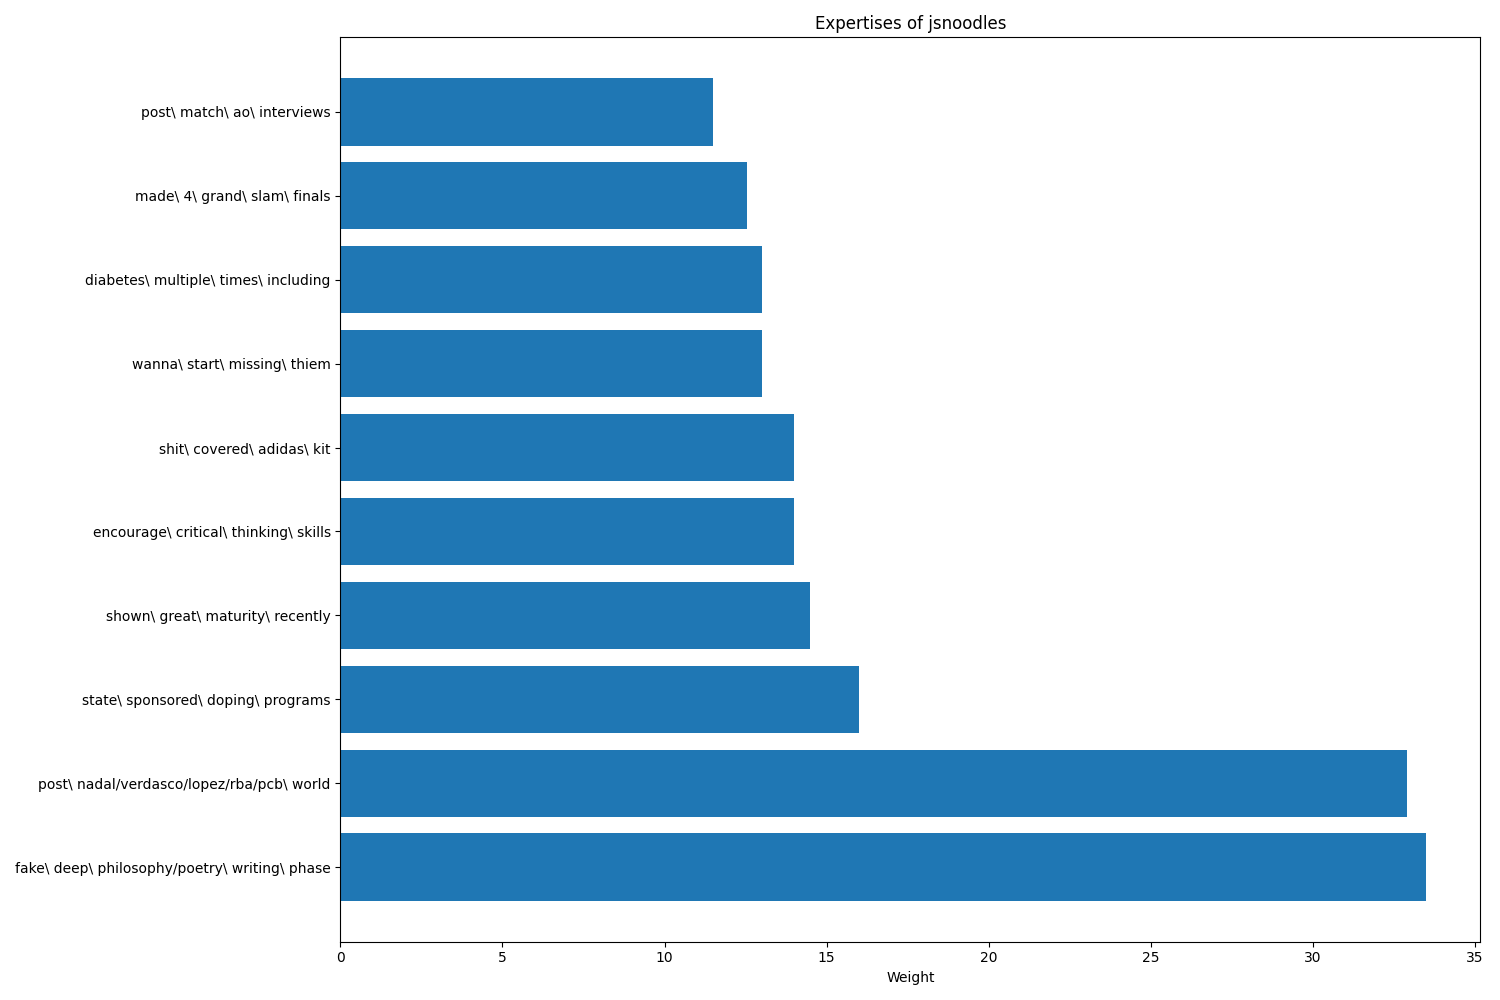 Expertises of jsnoodles
post\ match\ ao\ interviews
made\ 4\ grand\ slam\ finals
diabetes\ multiple\ times\ including
wanna\ start\ missing\ thiem
shit\ covered\ adidas\ kit
encourage\ critical\ thinking\ skills
shown\ great\ maturity\ recently
state\ sponsored\ doping\ programs
post\ nadal/verdasco/lopez/rba/pcb\ world
fake\ deep\ philosophy/poetry\ writing\ phase
0 5 10 15 20 25 30 35
Weight